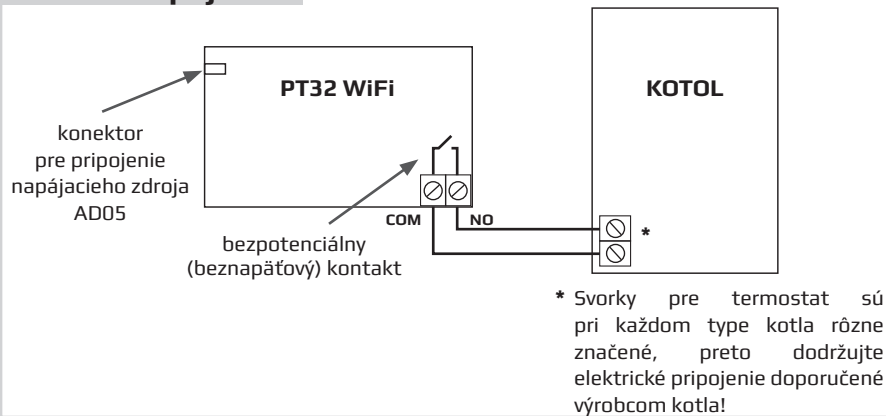 PT32 WiFi
KOTOL
konektor
pre pripojenie
napájacieho zdroja
AD05
COM
NO
*
bezpotenciálny
(beznapäťový) kontakt
* Svorky pre termostat sú
pri každom type kotla rôzne
značené, preto dodržujte
elektrické pripojenie doporučené
výrobcom kotla!